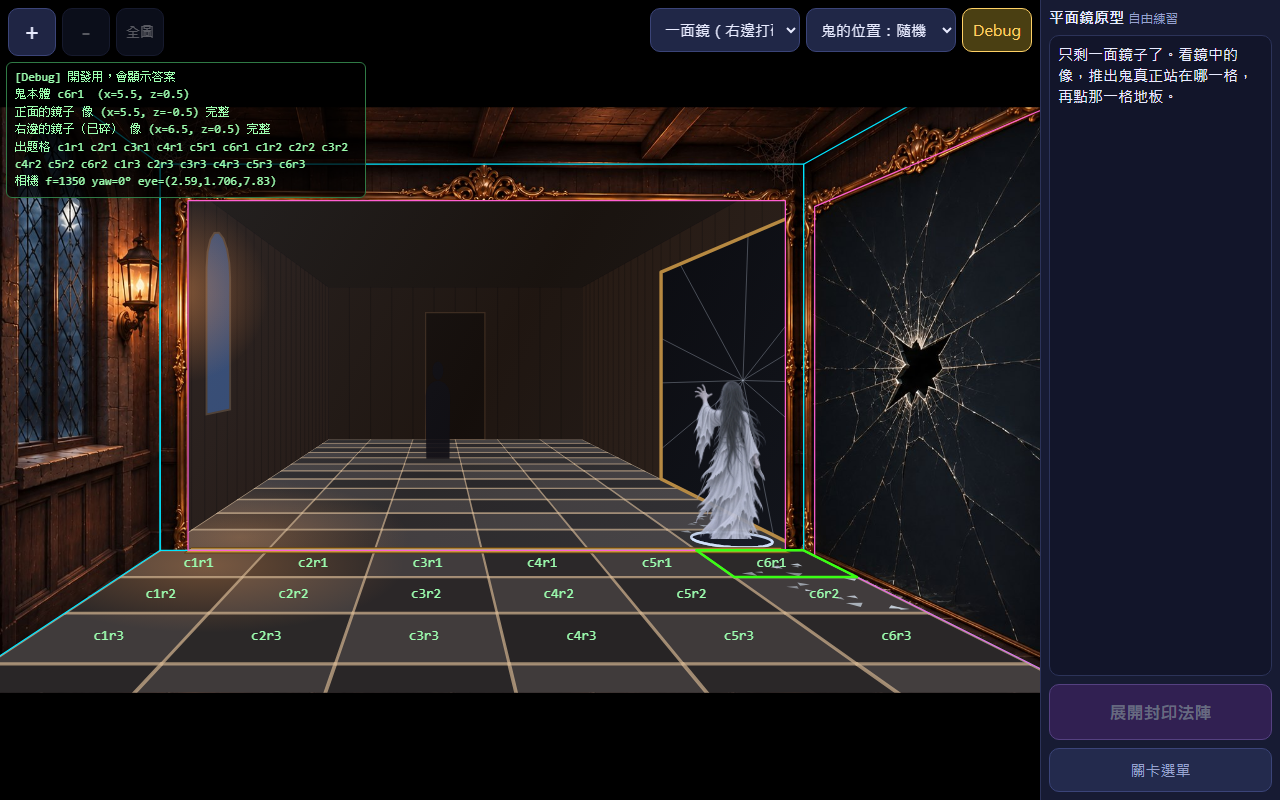 +
-
全圖
一面鏡（右邊打碎
鬼的位置：隨機
Debug
平面鏡原型 自由練習
只剩一面鏡子了。看鏡中的
像，推出鬼真正站在哪一格，
再點那一格地板。
[Debug] 開發用，會顯示答案
鬼本體 c6r1 (x=5.5, z=0.5)
正面的鏡子 像 (x=5.5, z=-0.5) 完整
右邊的鏡子（已碎） 像 (x=6.5, z=0.5) 完整
出題格 c1r1 c2r1 c3r1 c4r1 c5r1 c6r1 c1r2 c2r2 c3r2
c4r2 c5r2 c6r2 c1r3 c2r3 c3r3 c4r3 c5r3 c6r3
相機 f=1350 yaw=0° eye=(2.59,1.706,7.83)
c1r1 c2r1 c3r1 c4r1 c5r1 c6r1
c1r2 c2r2 c3r2 c4r2 c5r2 c6r2
c1r3 c2r3 c3r3 c4r3 c5r3 c6r3
展開封印法陣
關卡選單